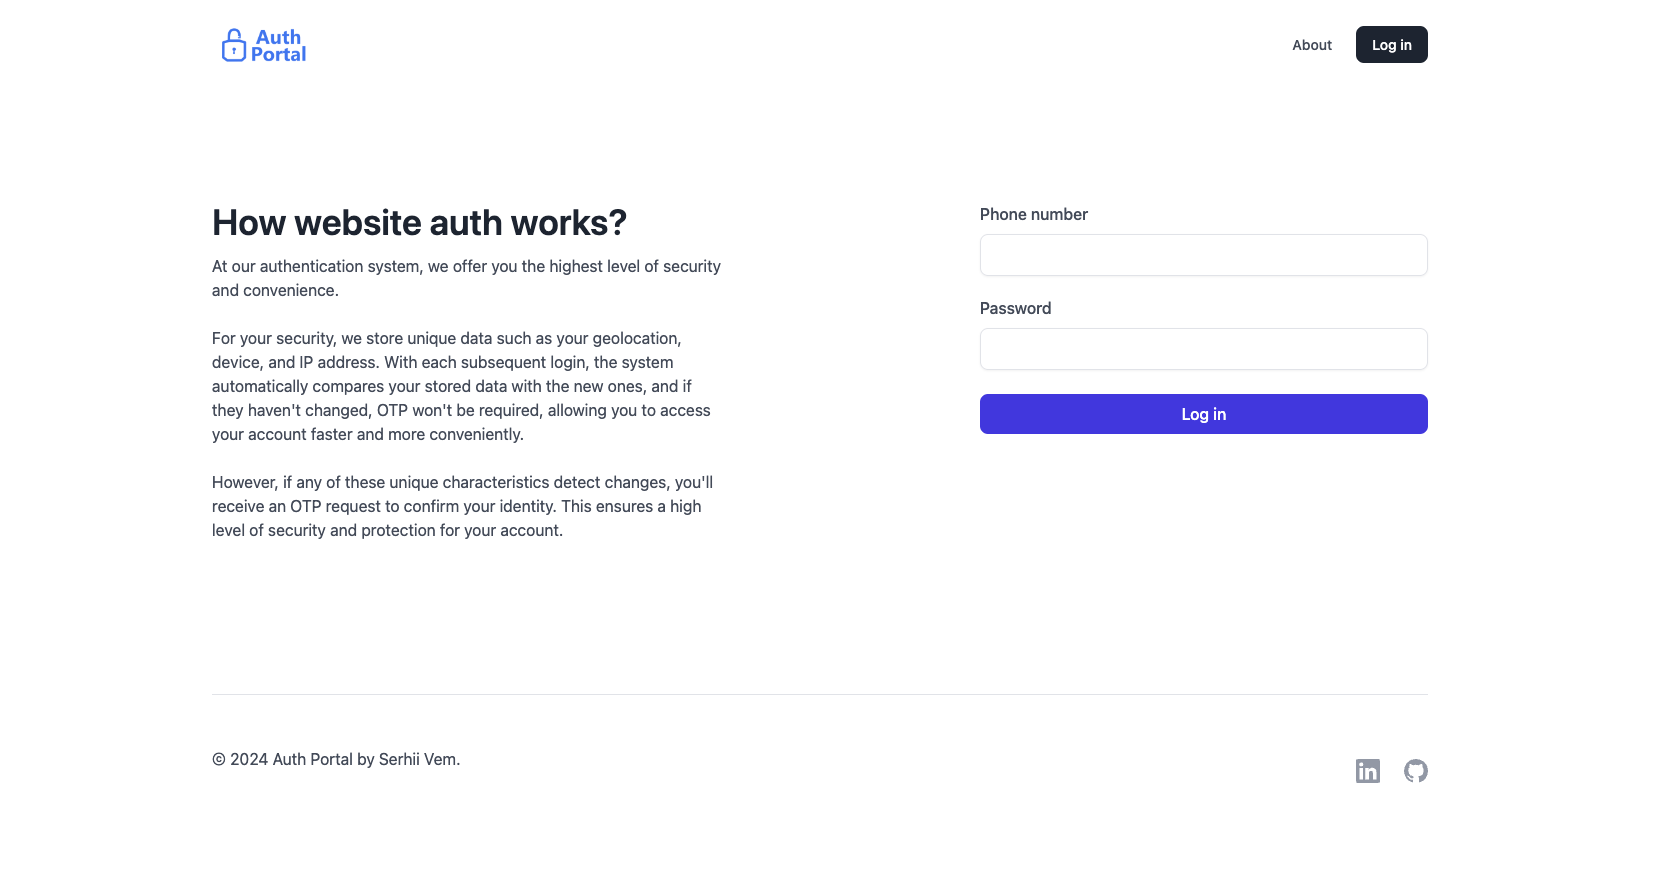 Auth
Portal
About
Log in
How website auth works?
At our authentication system, we offer you the highest level of security
and convenience.
For your security, we store unique data such as your geolocation,
device, and IP address. With each subsequent login, the system
automatically compares your stored data with the new ones, and if
they haven't changed, OTP won't be required, allowing you to access
your account faster and more conveniently.
However, if any of these unique characteristics detect changes, you'll
receive an OTP request to confirm your identity. This ensures a high
level of security and protection for your account.
Phone number
Password
Log in
© 2024 Auth Portal by Serhii Vem.
in